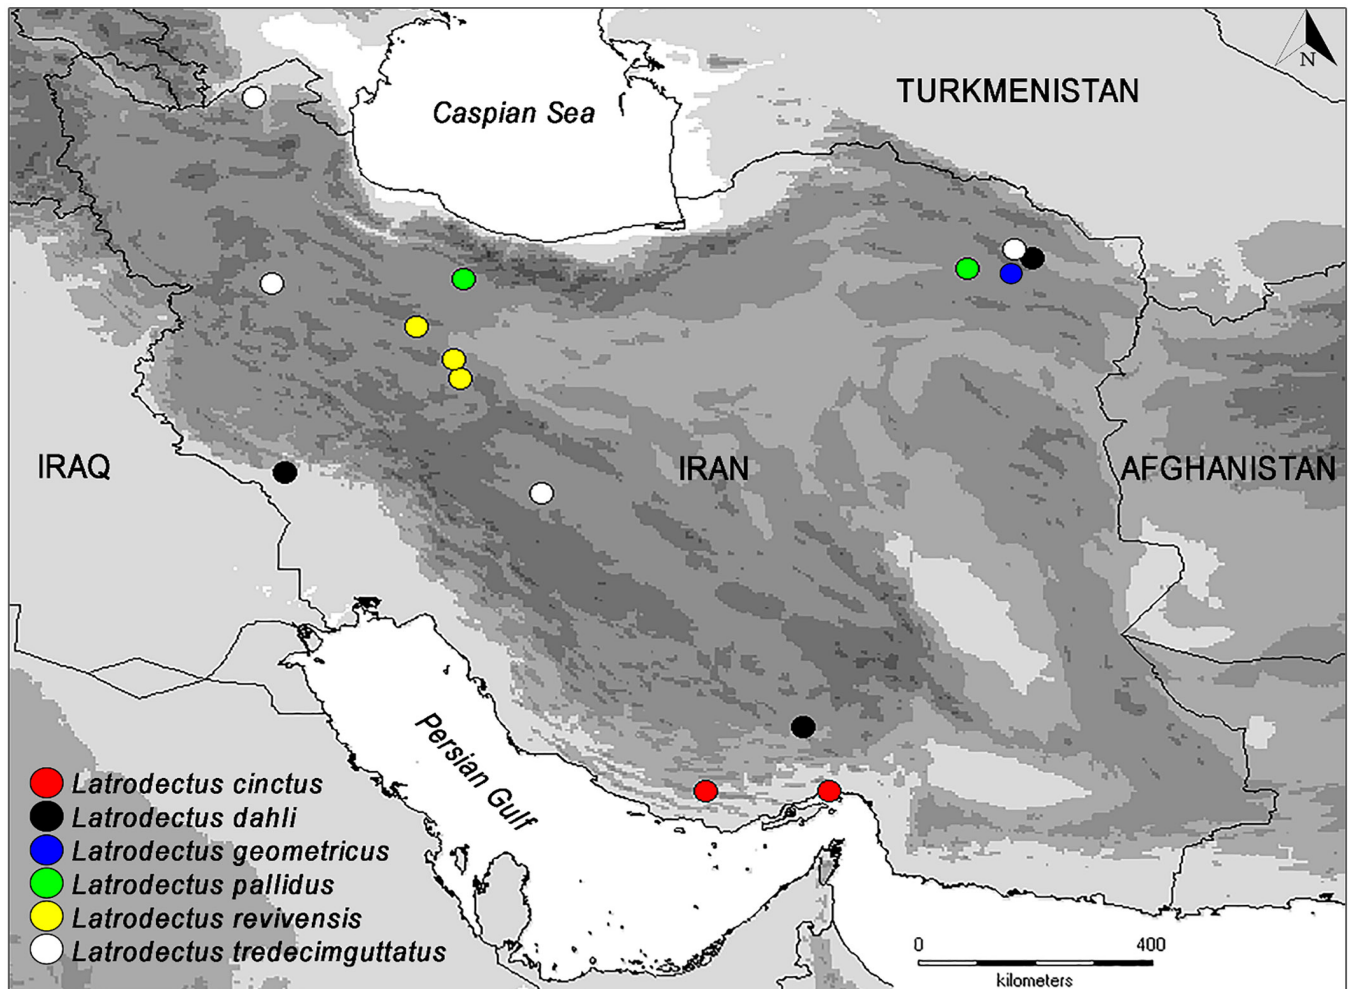 N
TURKMENISTAN
Caspian Sea
IRAQ
IRAN
AFGHANISTAN
Persian Gulf
Latrodectus cinctus
Latrodectus dahli
Latrodectus geometricus
Latrodectus pallidus
Latrodectus revivensis
Latrodectus tredecimguttatus
0 400
kilometers